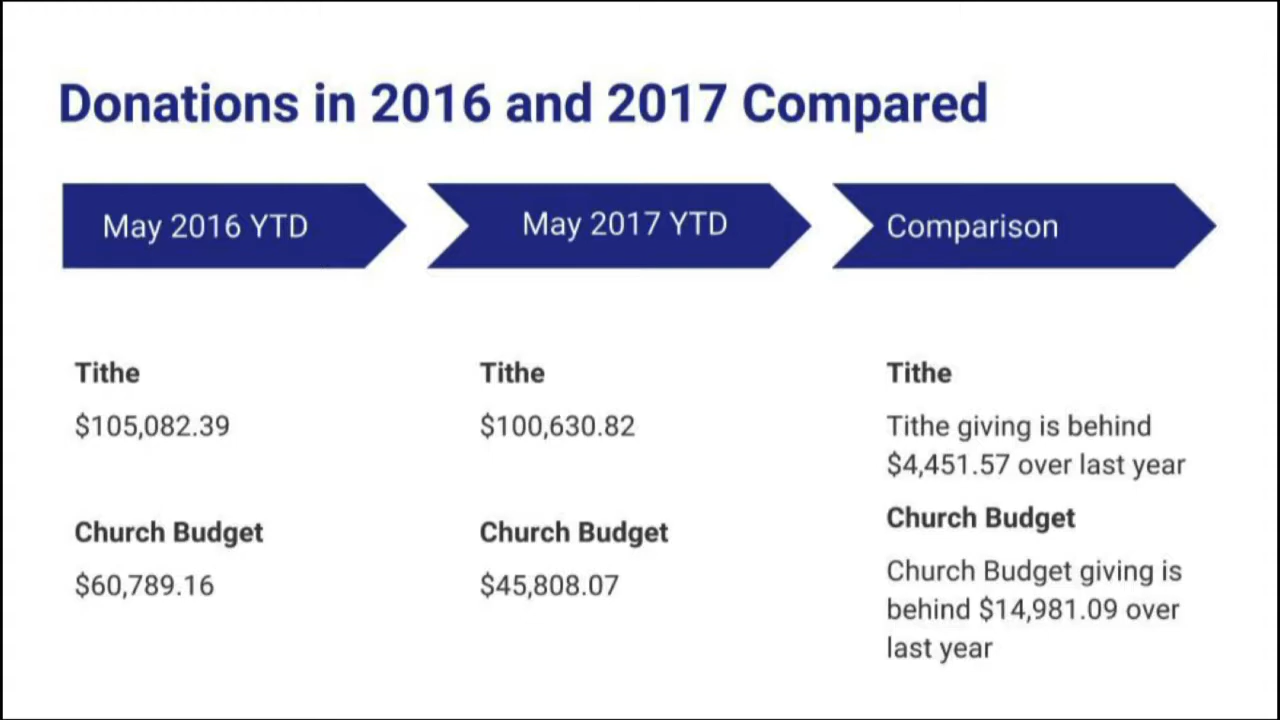 Donations in 2016 and 2017 Compared
May 2016 YTD
May 2017 YTD
Comparison
Tithe
$105,082.39
Church Budget
$60,789.16
Tithe
$100,630.82
Church Budget
$45,808.07
Tithe
Tithe giving is behind
$4,451.57 over last year
Church Budget
Church Budget giving is
behind $14,981.09 over
last year